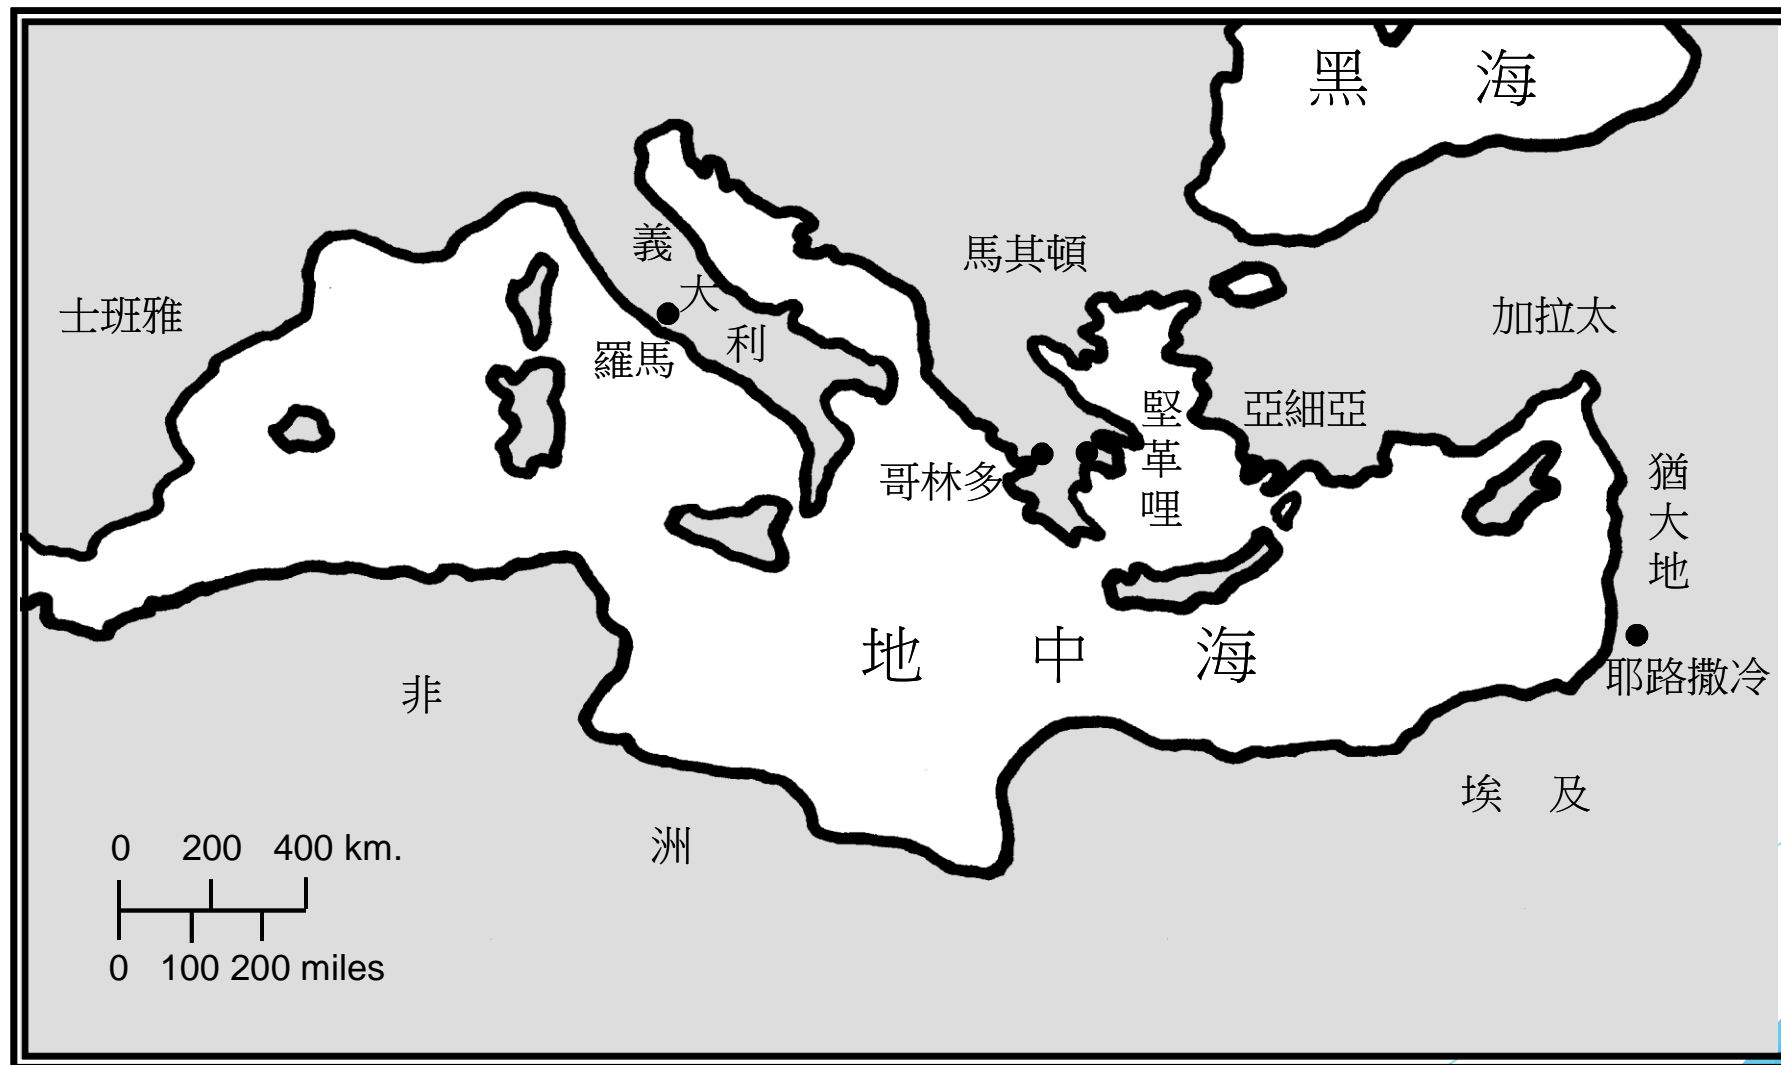 黑 海
義大利
馬其頓
士班雅
加拉太
羅馬
堅革哩
亞細亞
哥林多
猶大地
地 中 海
耶路撒冷
非 洲
埃 及
0 200 400 km.
0 100 200 miles